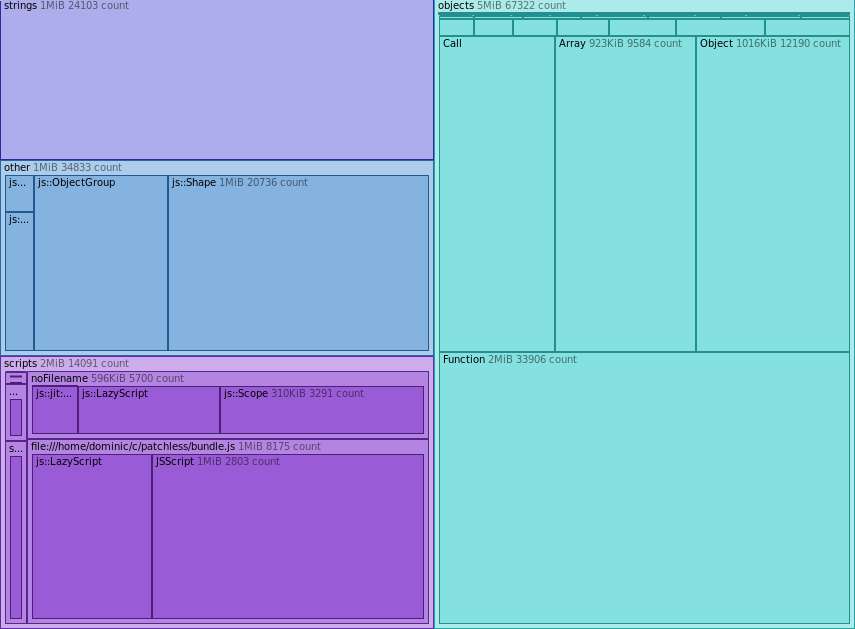 strings 1MiB 24103 count
objects 5MiB 67322 count
Call
Array 923KiB 9584 count
Object 1016KiB 12190 count
other 1MiB 34833 count
js...
js::ObjectGroup
js::Shape 1MiB 20736 count
js:...
Function 2MiB 33906 count
scripts 2MiB 14091 count
noFilename 596KiB 5700 count
...
js::jit:...
js::LazyScript
js::Scope 310KiB 3291 count
s...
file:///home/dominic/c/patchless/bundle.js 1MiB 8175 count
js::LazyScript
JSScript 1MiB 2803 count